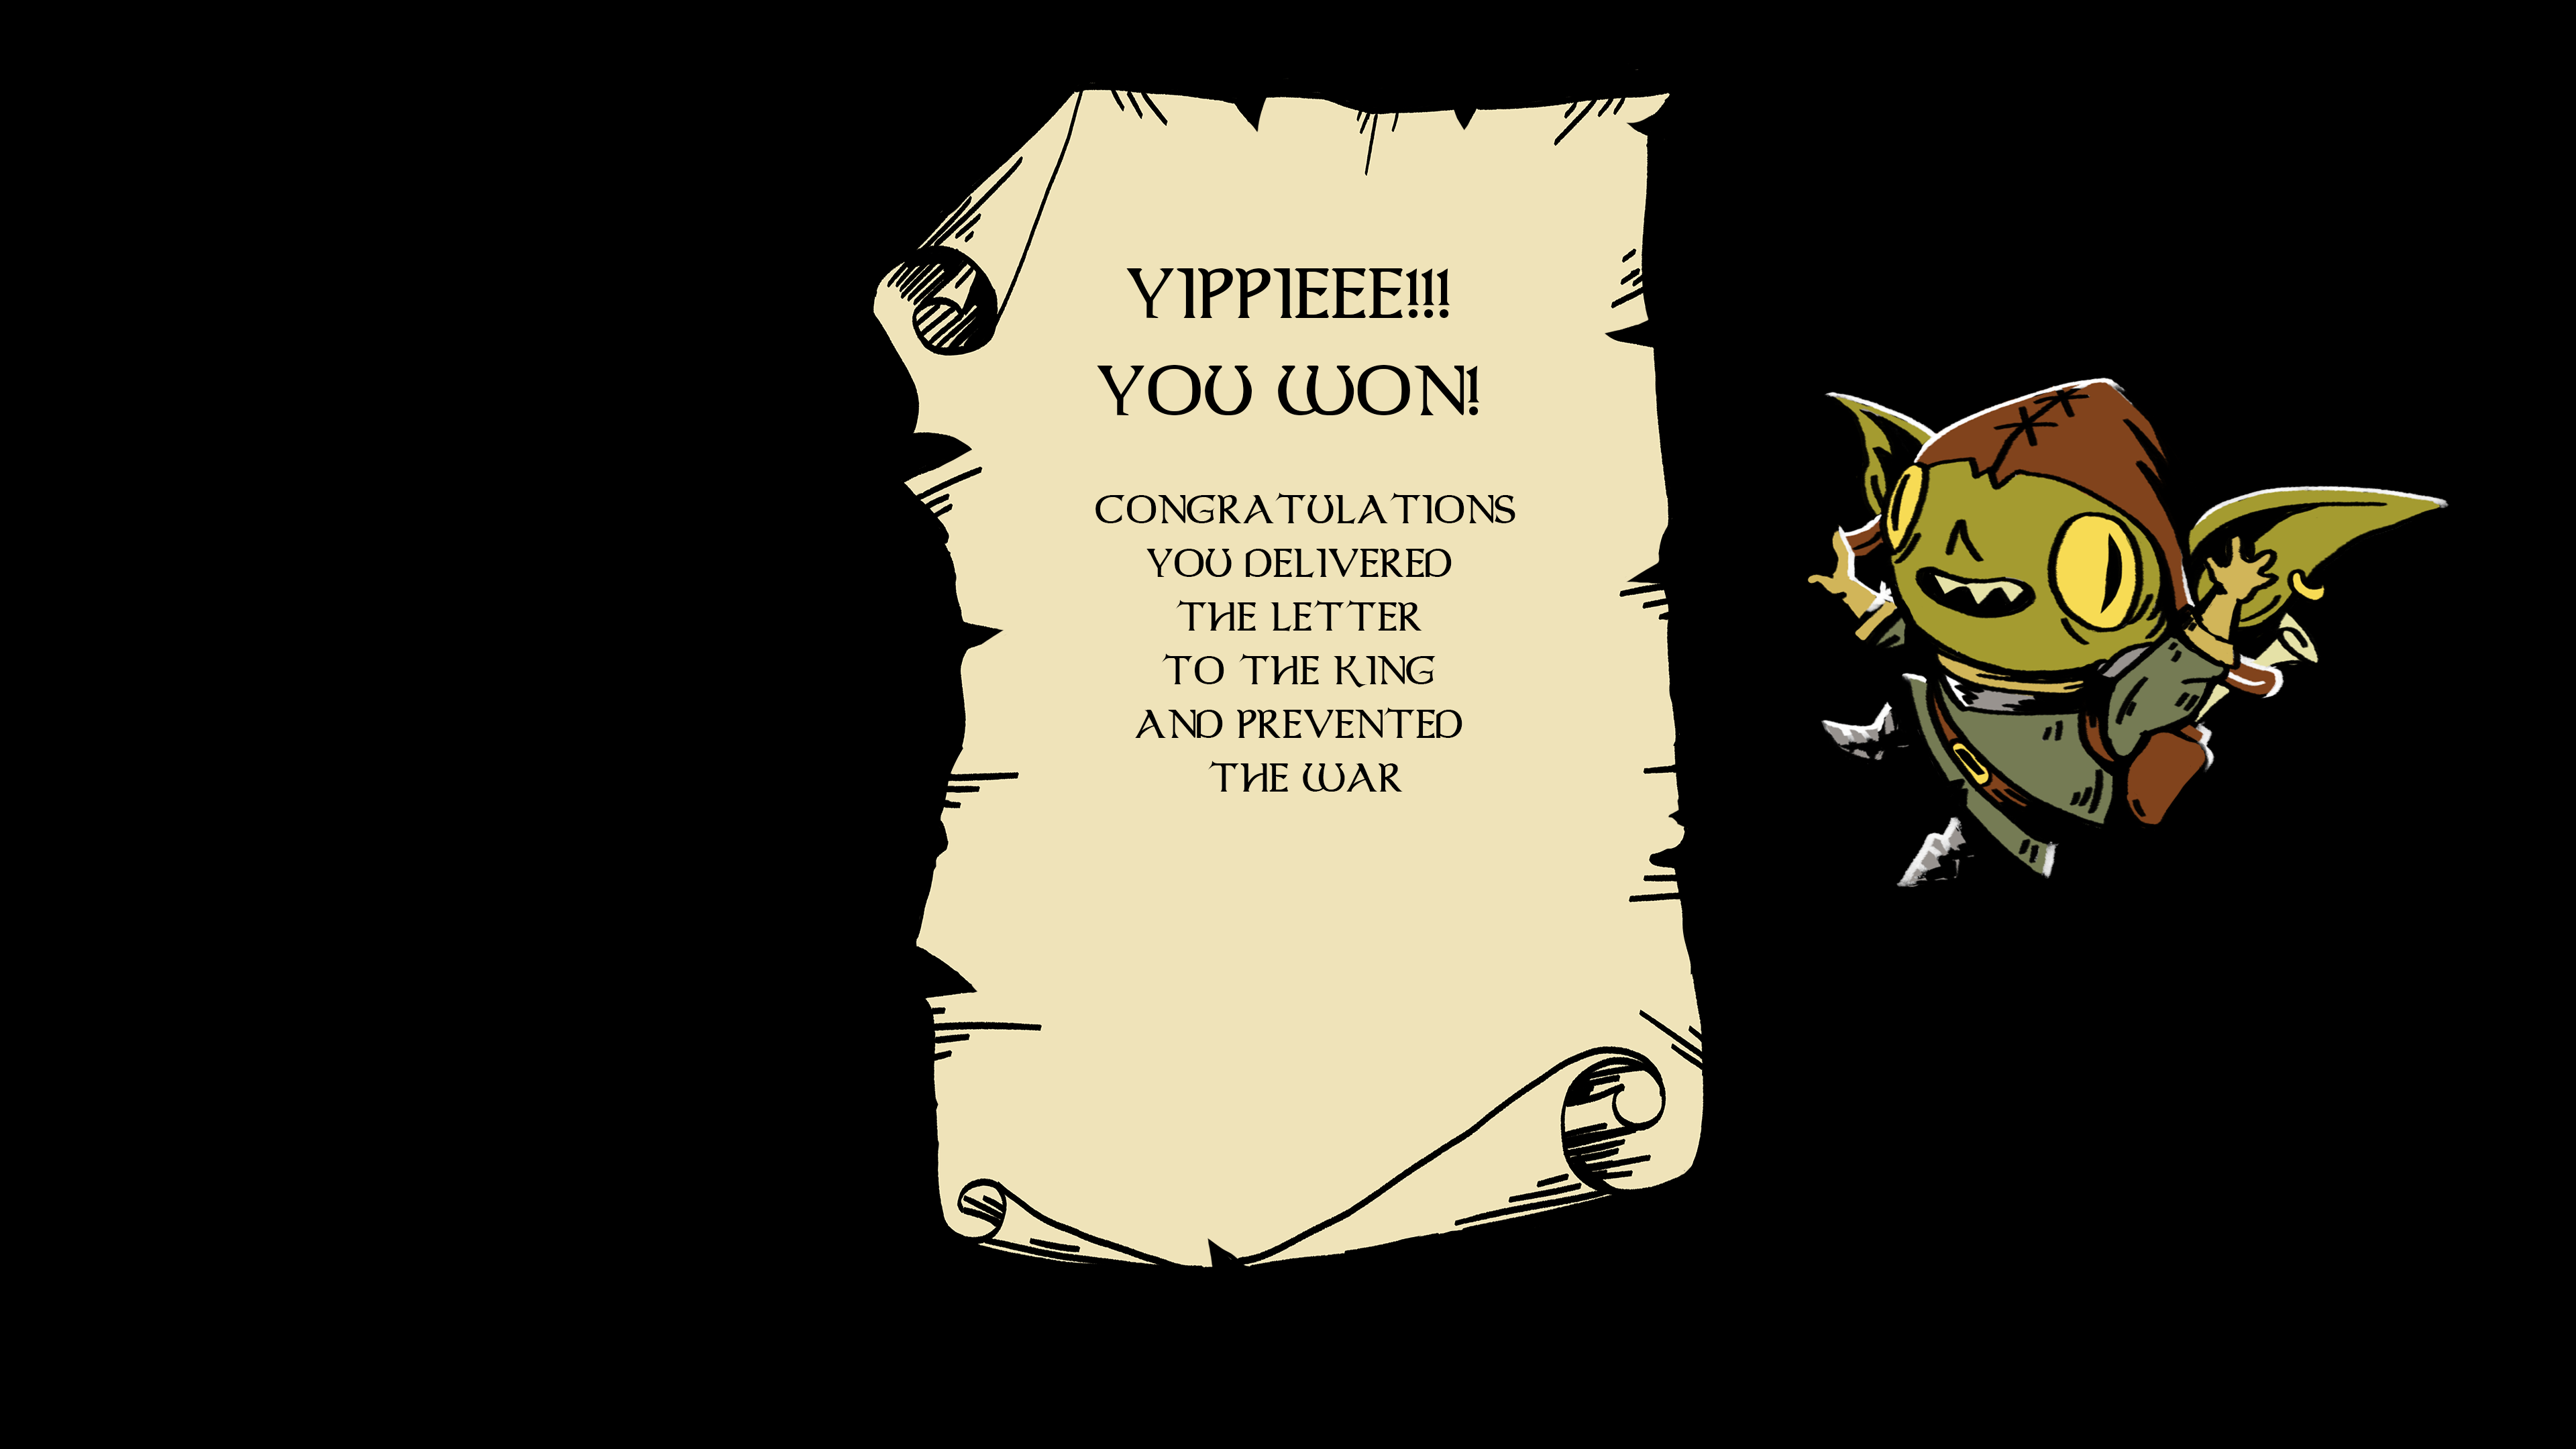 YIPPIEEE!!!
YOU WON!
CONGRATULATIONS
YOU DELIVERED
THE LETTER
TO THE KING
AND PREVENTED
THE WAR